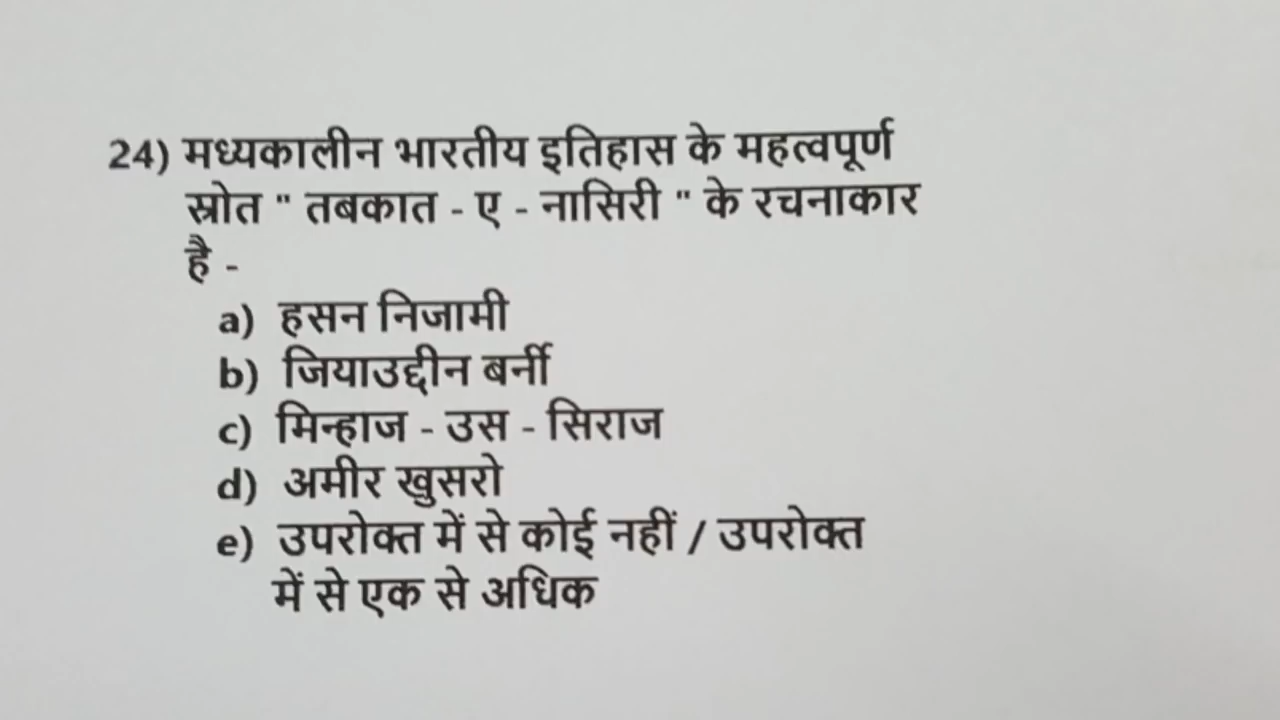 24) मध्यकालीन भारतीय इतिहास के महत्वपूर्ण
स्रोत " तबकात - ए - नासिरी " के रचनाकार
है -
a) हसन निजामी
b) जियाउद्दीन बर्नी
c) मिन्हाज - उस - सिराज
d) अमीर खुसरो
e) उपरोक्त में से कोई नहीं / उपरोक्त
में से एक से अधिक